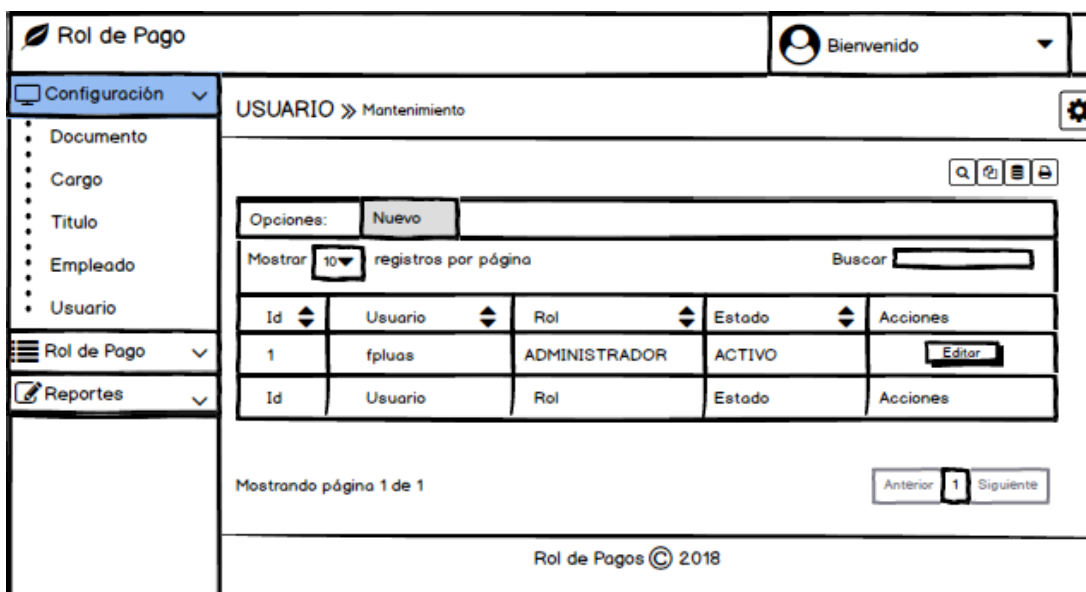 Rol de Pago
Bienvenido
Configuración
Documento
Cargo
Titulo
Empleado
Usuario
Rol de Pago
Reportes
USUARIO » Mantenimiento
Opciones: Nuevo
Mostrar 10 registros por página Buscar
Id Usuario Rol Estado Acciones
1 fpluas ADMINISTRADOR ACTIVO Editar
Id Usuario Rol Estado Acciones
Mostrando página 1 de 1
Anterior 1 Siguiente
Rol de Pagos © 2018